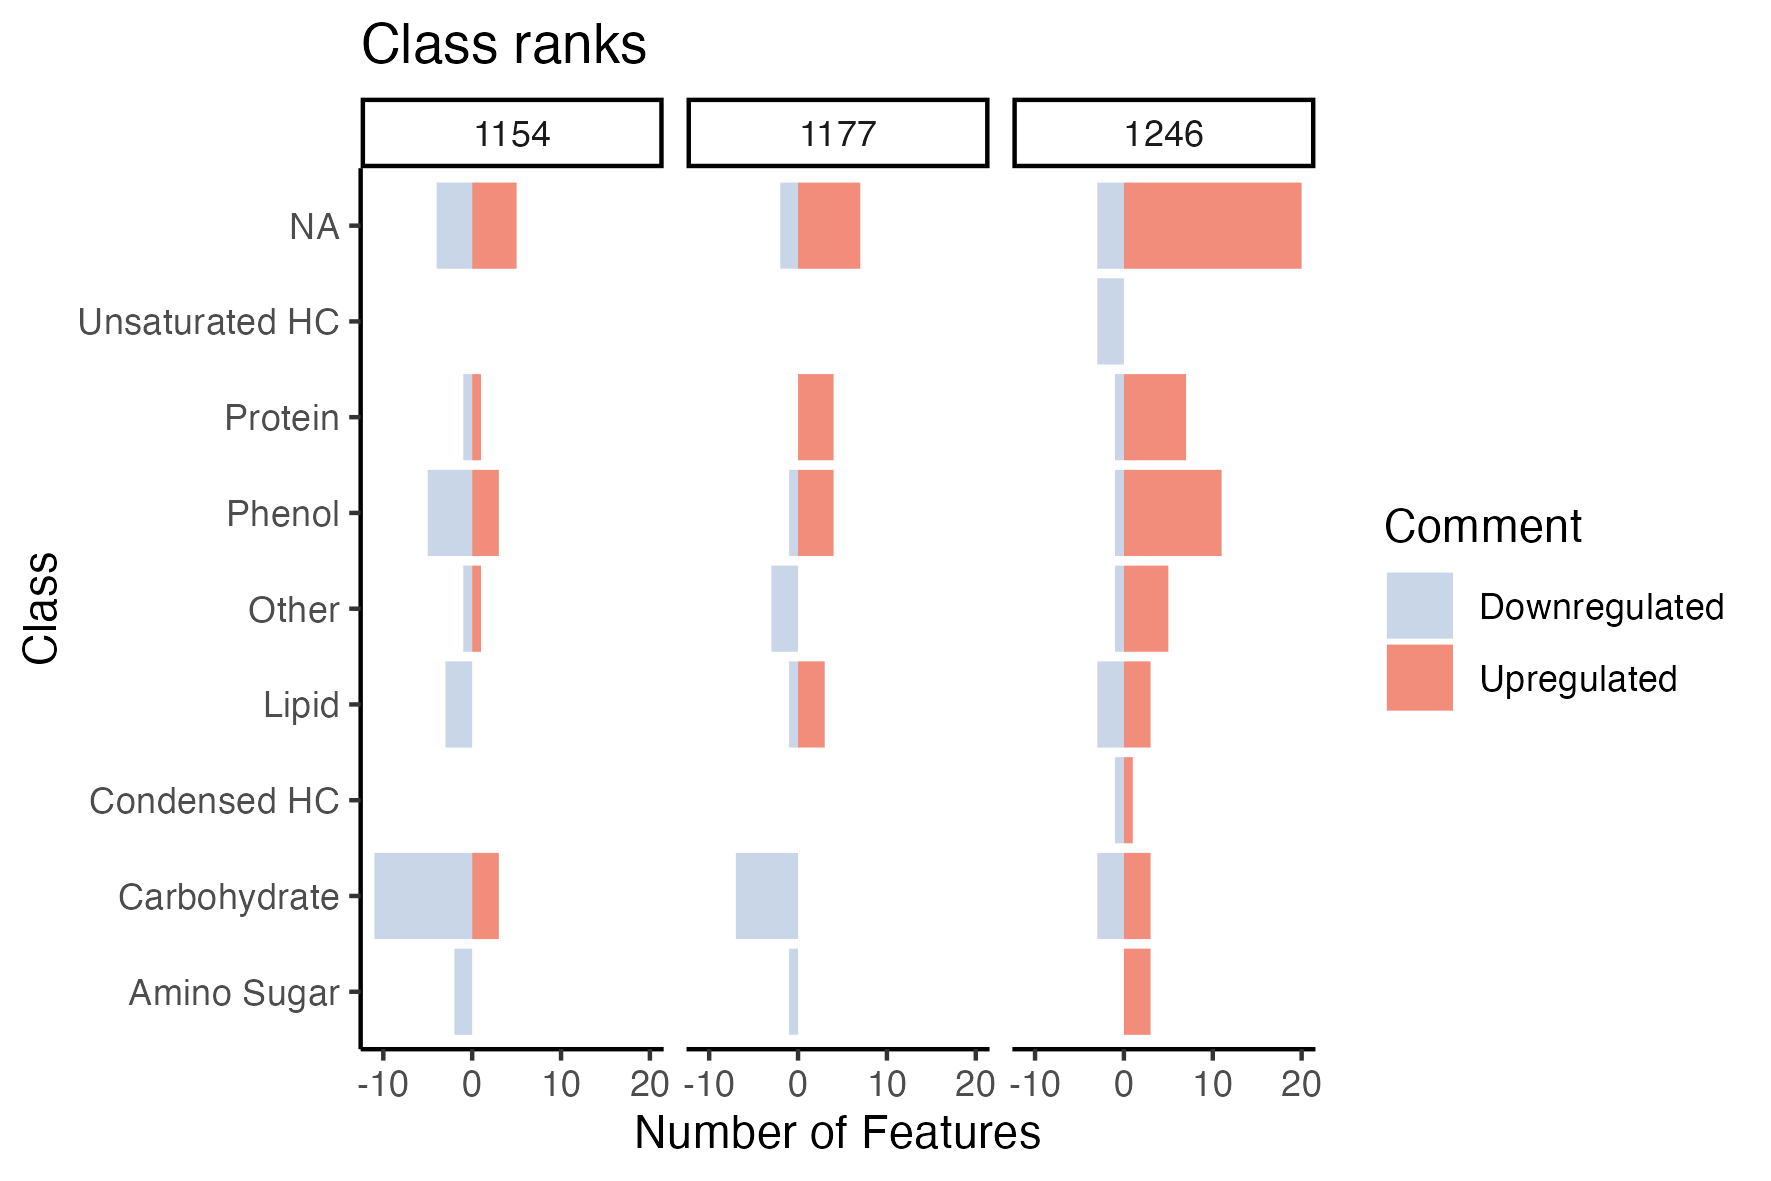 Class ranks
1154 1177 1246
NA
Unsaturated HC
Protein
Phenol
Other
Lipid
Condensed HC
Carbohydrate
Amino Sugar
Class
-10 0 10 20 -10 0 10 20 -10 0 10 20
Number of Features
Comment
Downregulated
Upregulated